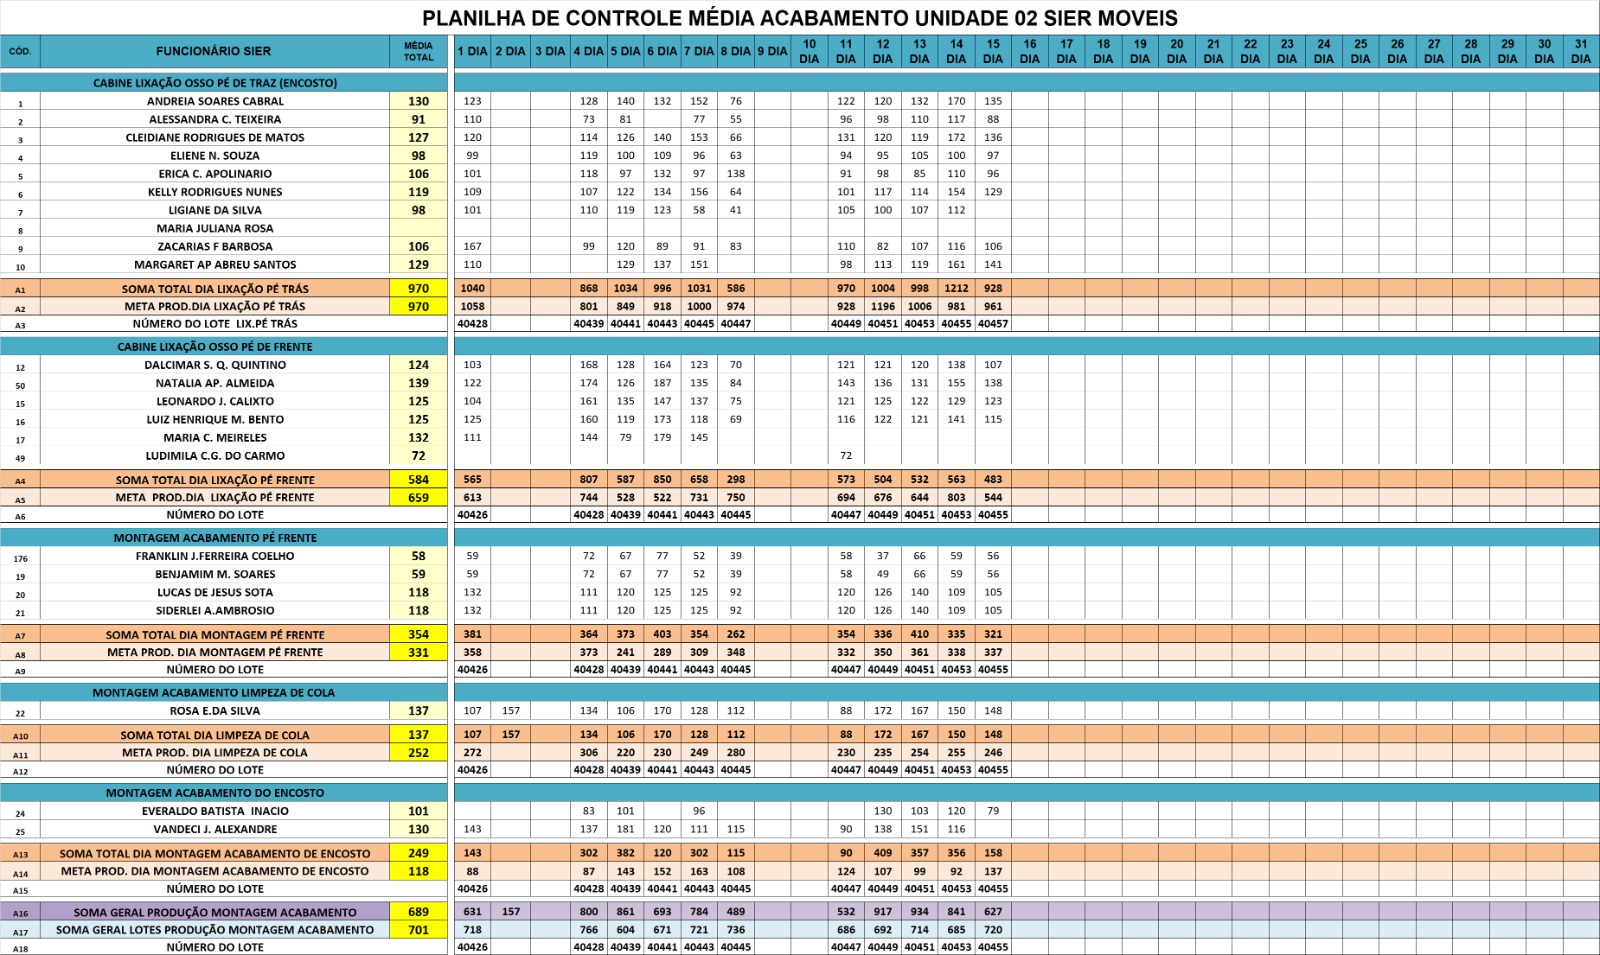 PLANILHA DE CONTROLE MÉDIA ACABAMENTO UNIDADE 02 SIER MOVEIS
CÓD. FUNCIONÁRIO SIER MÉDIA TOTAL 1 DIA 2 DIA 3 DIA 4 DIA 5 DIA 6 DIA 7 DIA 8 DIA 9 DIA 10 DIA 11 DIA 12 DIA 13 DIA 14 DIA 15 DIA 16 DIA 17 DIA 18 DIA 19 DIA 20 DIA 21 DIA 22 DIA 23 DIA 24 DIA 25 DIA 26 DIA 27 DIA 28 DIA 29 DIA 30 DIA 31 DIA
CABINE LIXAÇÃO OSSO PÉ DE TRAZ (ENCOSTO)
1 ANDREIA SOARES CABRAL 130 123 128 140 132 152 76 122 120 132 170 135
2 ALESSANDRA C. TEIXEIRA 91 110 73 81 77 55 96 98 110 117 88
3 CLEIDIANE RODRIGUES DE MATOS 127 120 114 126 140 153 66 131 120 119 172 136
4 ELIENE N. SOUZA 98 99 119 100 109 96 63 94 95 105 100 97
5 ERICA C. APOLINARIO 106 101 118 97 132 97 138 91 98 85 110 96
6 KELLY RODRIGUES NUNES 119 109 107 122 134 156 64 101 117 114 154 129
7 LIGIANE DA SILVA 98 101 110 119 123 58 41 105 100 107 112
8 MARIA JULIANA ROSA
9 ZACARIAS F BARBOSA 106 167 99 120 89 91 83 110 82 107 116 106
10 MARGARET AP ABREU SANTOS 129 110 129 137 151 98 113 119 161 141
A1 SOMA TOTAL DIA LIXAÇÃO PÉ TRÁS 970 1040 868 1034 996 1031 586 970 1004 998 1212 928
A2 META PROD.DIA LIXAÇÃO PÉ TRÁS 970 1058 801 849 918 1000 974 928 1196 1006 981 961
A3 NÚMERO DO LOTE LIX.PÉ TRÁS 40428 40439 40441 40443 40445 40447 40449 40451 40453 40455 40457
CABINE LIXAÇÃO OSSO PÉ DE FRENTE
12 DALCIMAR S. Q. QUINTINO 124 103 168 128 164 123 70 121 121 120 138 107
50 NATALIA AP. ALMEIDA 139 122 174 126 187 135 84 143 136 131 155 138
15 LEONARDO J. CALIXTO 125 104 161 135 147 137 75 121 125 122 129 123
16 LUIZ HENRIQUE M. BENTO 125 125 160 119 173 118 69 116 122 121 141 115
17 MARIA C. MEIRELES 132 111 144 79 179 145
49 LUDIMILA C.G. DO CARMO 72 72
A4 SOMA TOTAL DIA LIXAÇÃO PÉ FRENTE 584 565 807 587 850 658 298 573 504 532 563 483
A5 META PROD.DIA LIXAÇÃO PÉ FRENTE 659 613 744 528 522 731 750 694 676 644 803 544
A6 NÚMERO DO LOTE 40426 40428 40439 40441 40443 40445 40447 40449 40451 40453 40455
MONTAGEM ACABAMENTO PÉ FRENTE
176 FRANKLIN J.FERREIRA COELHO 58 59 72 67 77 52 39 58 37 66 59 56
19 BENJAMIM M. SOARES 59 59 72 67 77 52 39 58 49 66 59 56
20 LUCAS DE JESUS SOTA 118 132 111 120 125 125 92 120 126 140 109 105
21 SIDERLEI A.AMBROSIO 118 132 111 120 125 125 92 120 126 140 109 105
A7 SOMA TOTAL DIA MONTAGEM PÉ FRENTE 354 381 364 373 403 354 262 354 336 410 335 321
A8 META PROD. DIA MONTAGEM PÉ FRENTE 331 358 373 241 289 309 348 332 350 361 338 337
A9 NÚMERO DO LOTE 40426 40428 40439 40441 40443 40445 40447 40449 40451 40453 40455
MONTAGEM ACABAMENTO LIMPEZA DE COLA
22 ROSA E.DA SILVA 137 107 157 134 106 170 128 112 88 172 167 150 148
A10 SOMA TOTAL DIA LIMPEZA DE COLA 137 107 157 134 106 170 128 112 88 172 167 150 148
A11 META PROD. DIA LIMPEZA DE COLA 252 272 306 220 230 249 280 230 235 254 255 246
A12 NÚMERO DO LOTE 40426 40428 40439 40441 40443 40445 40447 40449 40451 40453 40455
MONTAGEM ACABAMENTO DO ENCOSTO
24 EVERALDO BATISTA INACIO 101 83 101 96 130 103 120 79
25 VANDECI J. ALEXANDRE 130 143 137 181 120 111 115 90 138 151 116
A13 SOMA TOTAL DIA MONTAGEM ACABAMENTO DE ENCOSTO 249 143 302 382 120 302 115 90 409 357 356 158
A14 META PROD. DIA MONTAGEM ACABAMENTO DE ENCOSTO 118 88 87 143 152 163 108 124 107 99 92 137
A15 NÚMERO DO LOTE 40426 40428 40439 40441 40443 40445 40447 40449 40451 40453 40455
A16 SOMA GERAL PRODUÇÃO MONTAGEM ACABAMENTO 689 631 157 800 861 693 784 489 532 917 934 841 627
A17 SOMA GERAL LOTES PRODUÇÃO MONTAGEM ACABAMENTO 701 718 766 604 671 721 736 686 692 714 685 720
A18 NÚMERO DO LOTE 40426 40428 40439 40441 40443 40445 40447 40449 40451 40453 40455